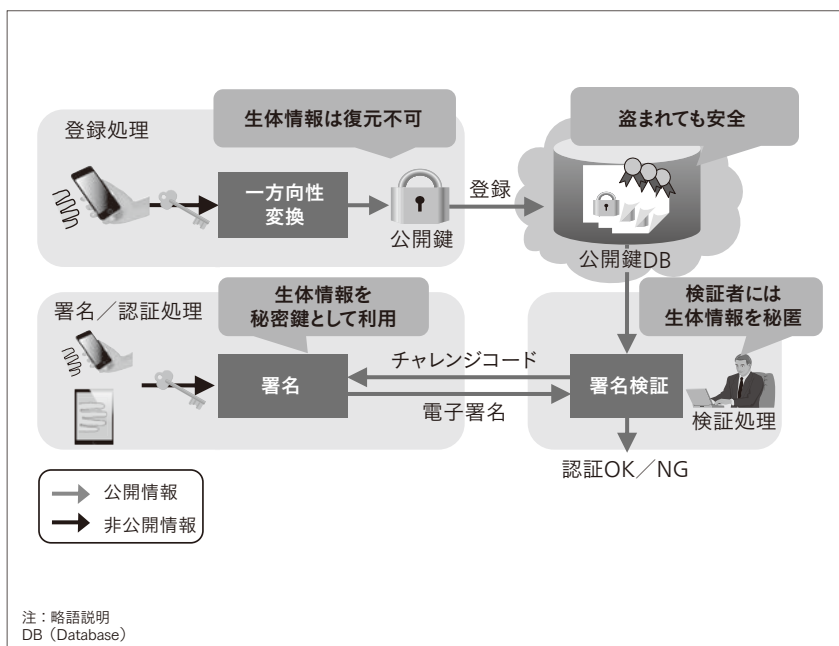 生体情報は復元不可
盗まれても安全
登録処理
一方向性
変換
登録
公開鍵
公開鍵DB
署名／認証処理
生体情報を
秘密鍵として利用
検証者には
生体情報を秘匿
チャレンジコード
署名
署名検証
電子署名
検証処理
認証OK／NG
公開情報
非公開情報
注：略語説明
DB（Database）